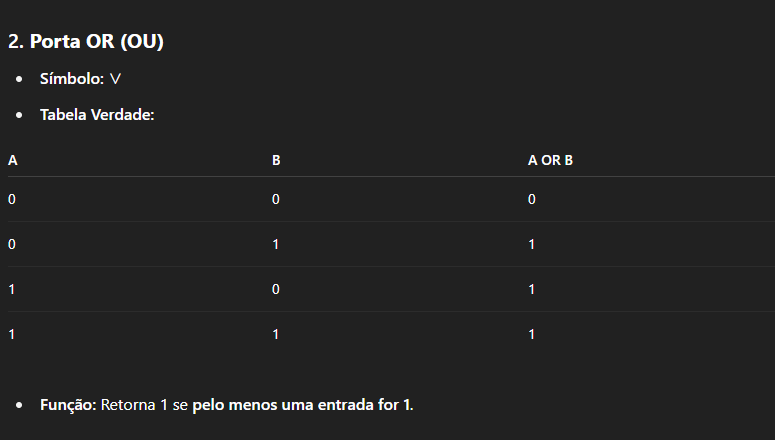 2. Porta OR (OU)
• Símbolo: ∨
• Tabela Verdade:
A B A OR B
0 0 0
0 1 1
1 0 1
1 1 1
• Função: Retorna 1 se pelo menos uma entrada for 1.